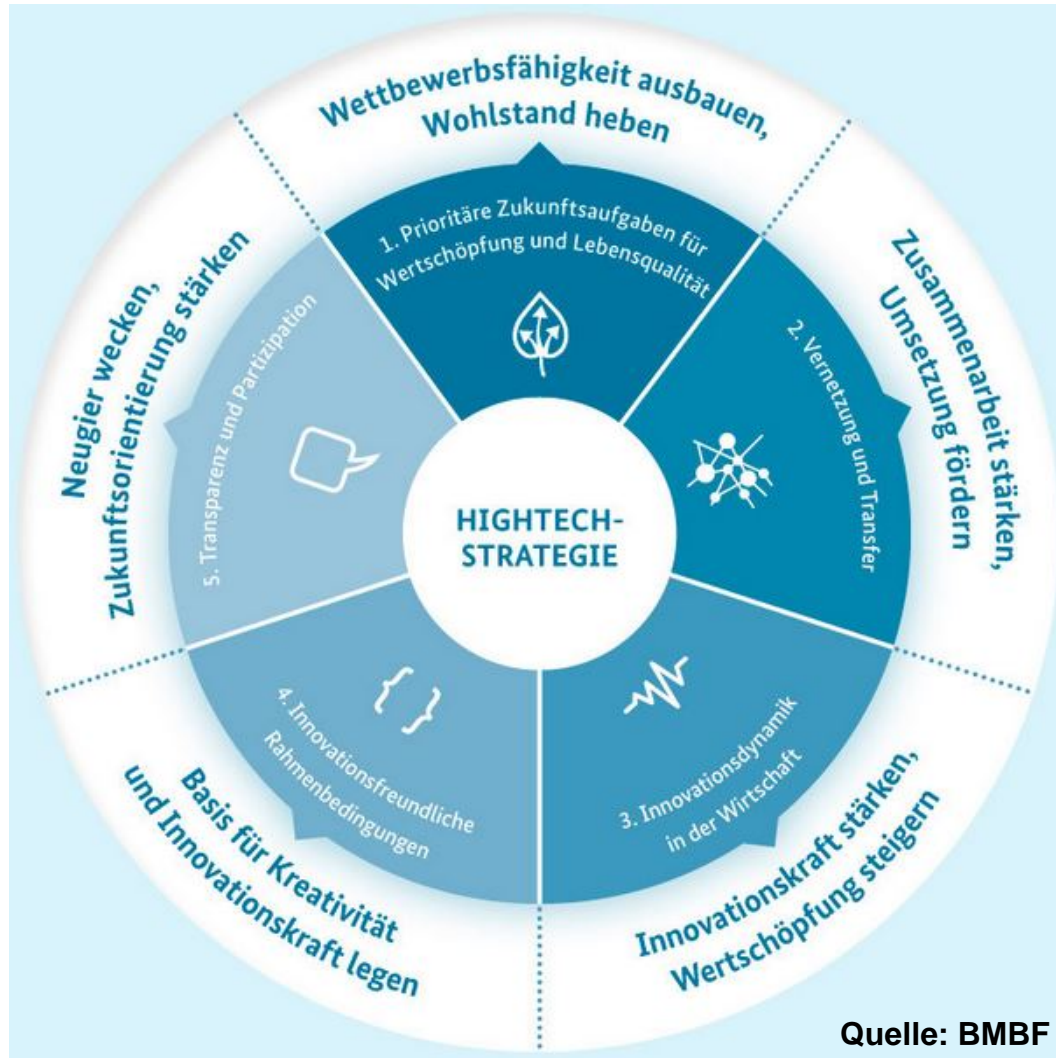 Wettbewerbsfähigkeit ausbauen,
Wohlstand heben
1. Prioritäre Zukunftsaufgaben für
Wertschöpfung und Lebensqualität
Zusammenarbeit stärken,
Umsetzung fördern
2. Vernetzung und Transfer
Innovationskraft stärken,
Wertschöpfung steigern
3. Innovationsdynamik
in der Wirtschaft
Basis für Kreativität
und Innovationskraft legen
4. Innovationsfreundliche
Rahmenbedingungen
Neugier wecken,
Zukunftsorientierung stärken
5. Transparenz und Partizipation
HIGHTECH-
STRATEGIE
Quelle: BMBF